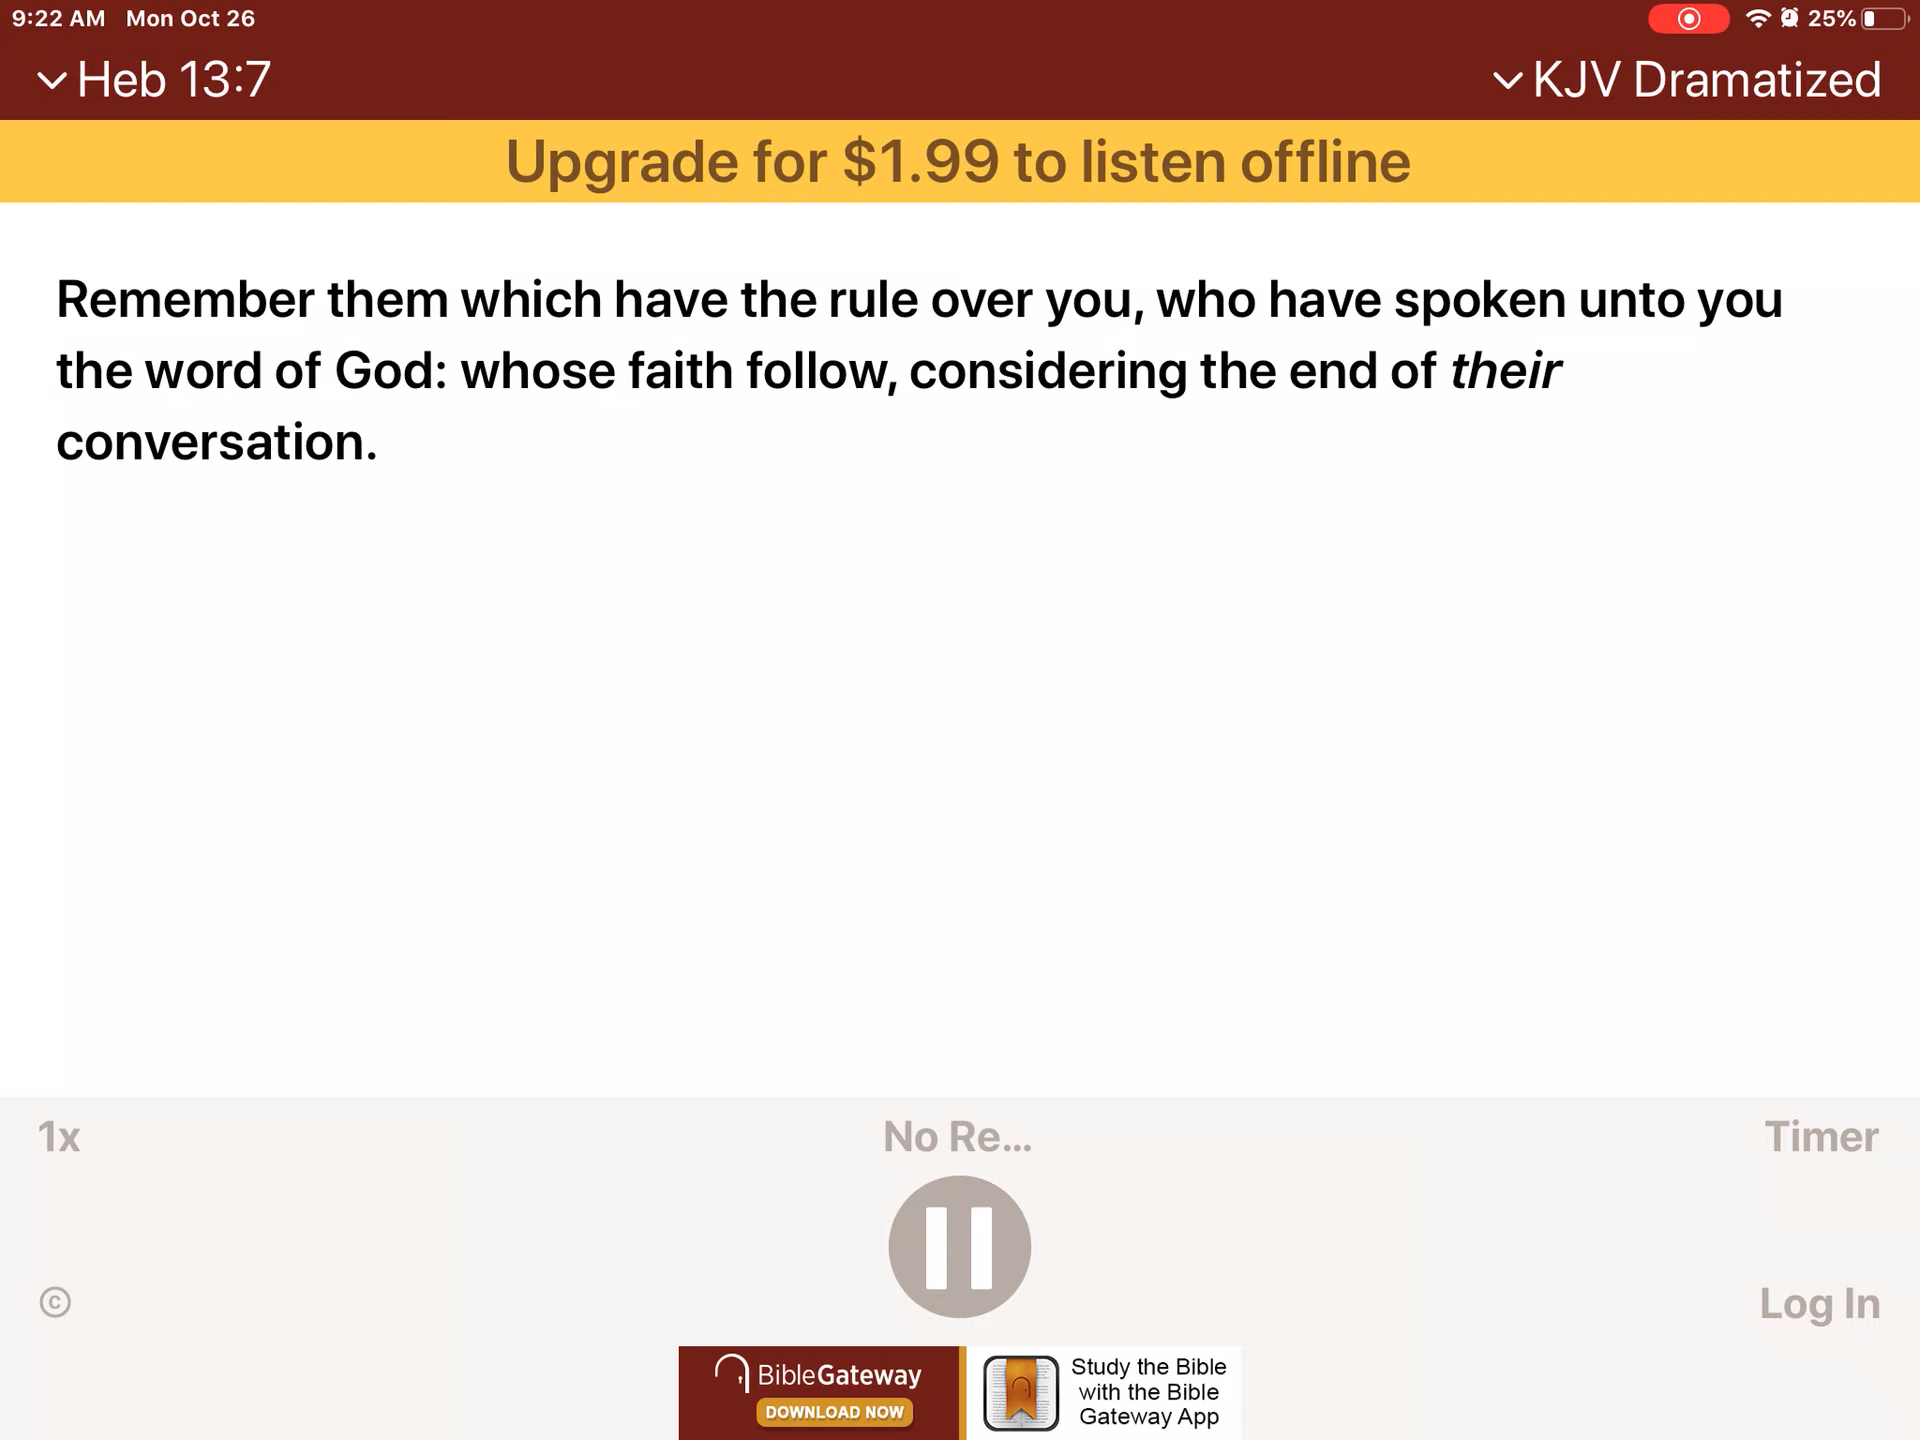 9:22 AM Mon Oct 26 25%
Heb 13:7 KJV Dramatized
Upgrade for $1.99 to listen offline
Remember them which have the rule over you, who have spoken unto you
the word of God: whose faith follow, considering the end of their
conversation.
1x No Re... Timer
© Log In
BibleGateway
DOWNLOAD NOW
Study the Bible
with the Bible
Gateway App